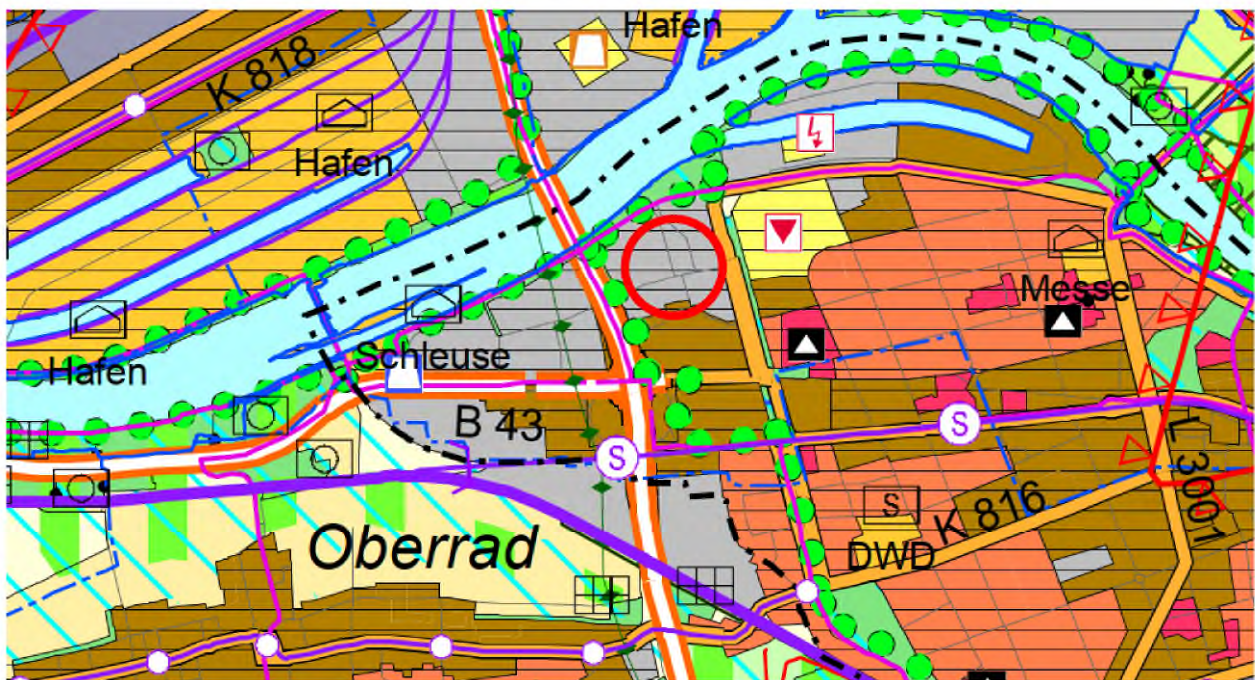 Hafen
K 818
Hafen
Messe
Schleuse
Hafen
B 43
S
S
L 3001
S
K 816
Oberrad
DWD